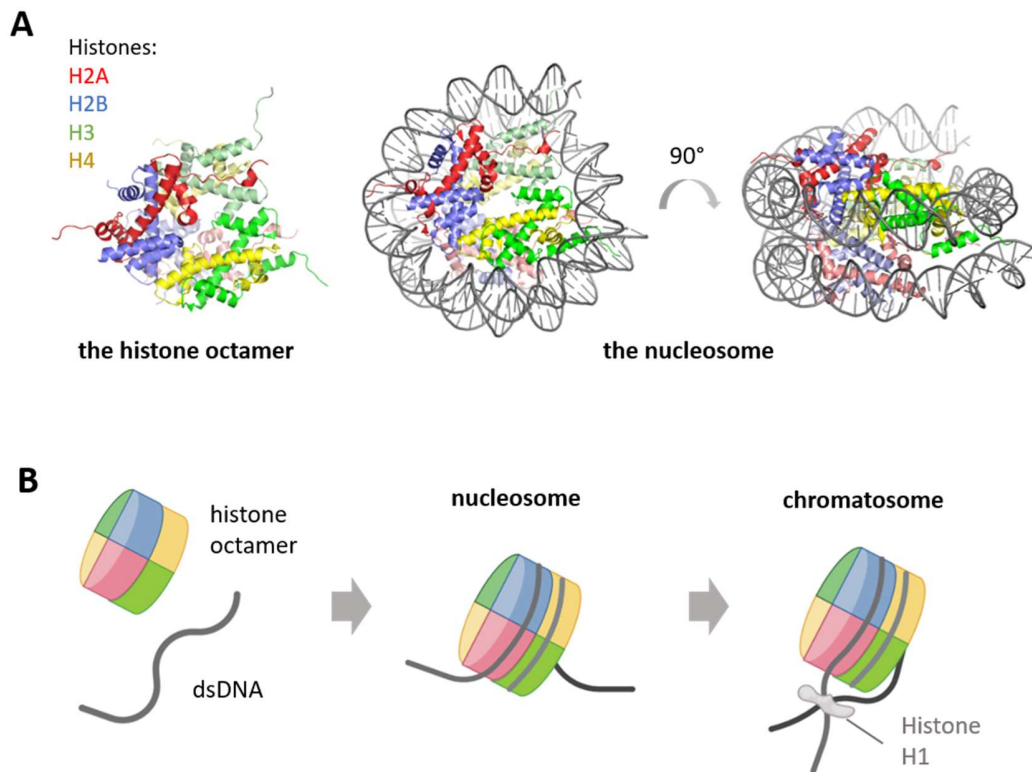 A
Histones:
H2A
H2B
H3
H4
90°
the histone octamer
the nucleosome
B
histone
octamer
dsDNA
nucleosome
chromatosome
Histone
H1